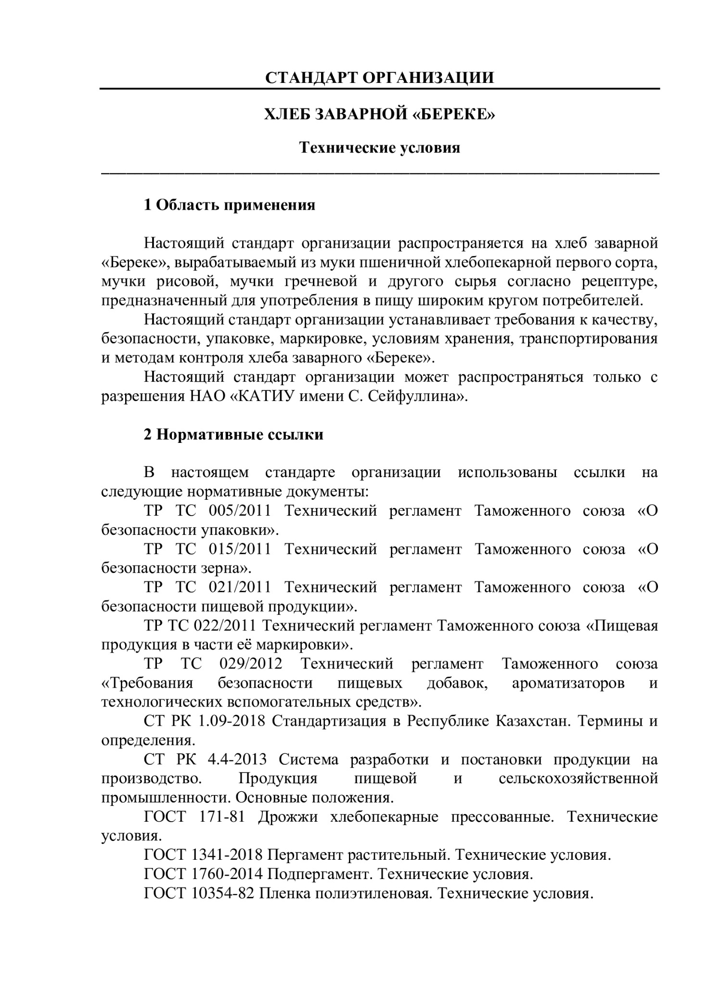 СТАНДАРТ ОРГАНИЗАЦИИ
ХЛЕБ ЗАВАРНОЙ «БЕРЕКЕ»
Технические условия
1 Область применения
Настоящий стандарт организации распространяется на хлеб заварной
«Береке», вырабатываемый из муки пшеничной хлебопекарной первого сорта,
мучки рисовой, мучки гречневой и другого сырья согласно рецептуре,
предназначенный для употребления в пищу широким кругом потребителей.
Настоящий стандарт организации устанавливает требования к качеству,
безопасности, упаковке, маркировке, условиям хранения, транспортирования
и методам контроля хлеба заварного «Береке».
Настоящий стандарт организации может распространяться только с
разрешения НАО «КАТИУ имени С. Сейфуллина».
2 Нормативные ссылки
В настоящем стандарте организации использованы ссылки на
следующие нормативные документы:
ТР ТС 005/2011 Технический регламент Таможенного союза «О
безопасности упаковки».
ТР ТС 015/2011 Технический регламент Таможенного союза «О
безопасности зерна».
ТР ТС 021/2011 Технический регламент Таможенного союза «О
безопасности пищевой продукции».
ТР ТС 022/2011 Технический регламент Таможенного союза «Пищевая
продукция в части её маркировки».
ТР ТС 029/2012 Технический регламент Таможенного союза
«Требования безопасности пищевых добавок, ароматизаторов и
технологических вспомогательных средств».
СТ РК 1.09-2018 Стандартизация в Республике Казахстан. Термины и
определения.
СТ РК 4.4-2013 Система разработки и постановки продукции на
производство. Продукция пищевой и сельскохозяйственной
промышленности. Основные положения.
ГОСТ 171-81 Дрожжи хлебопекарные прессованные. Технические
условия.
ГОСТ 1341-2018 Пергамент растительный. Технические условия.
ГОСТ 1760-2014 Подпергамент. Технические условия.
ГОСТ 10354-82 Пленка полиэтиленовая. Технические условия.